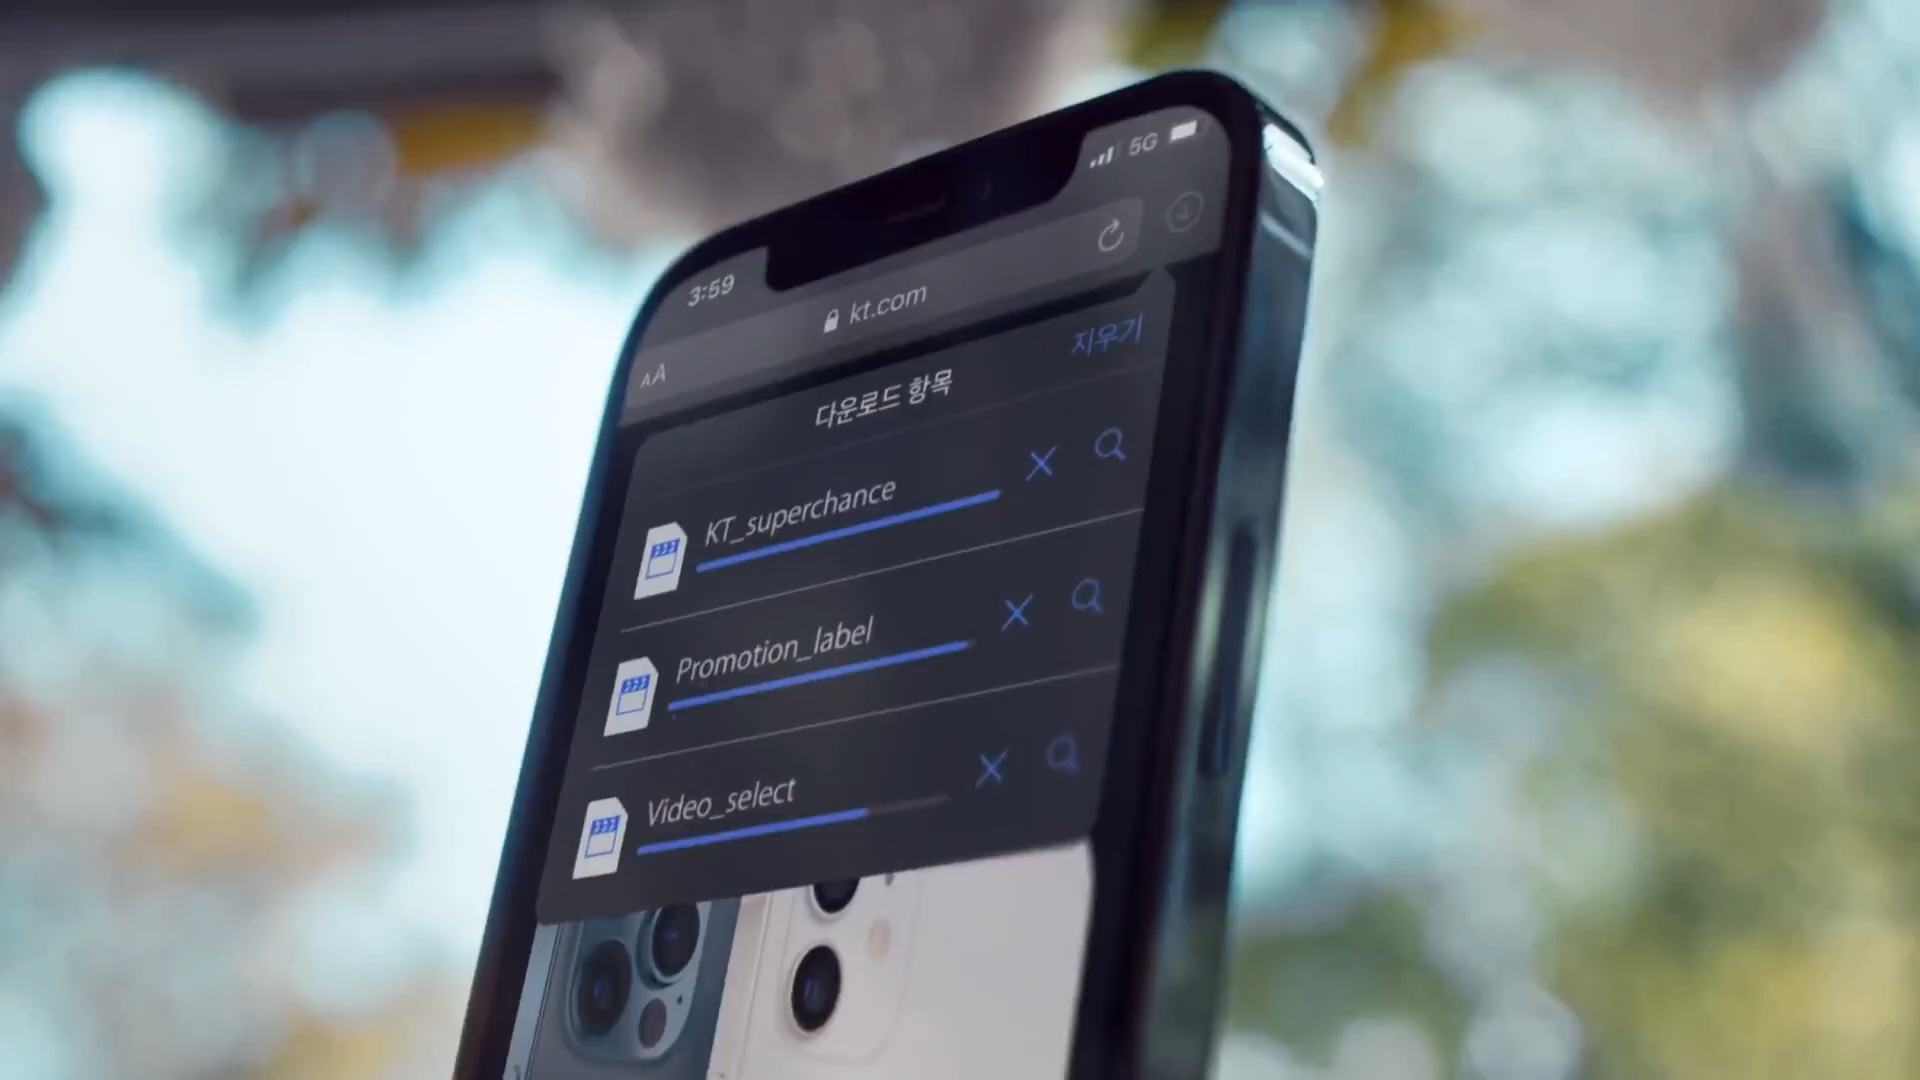 3:59
5G
AA
kt.com
다운로드 항목
지우기
KT_superchance
Promotion_label
Video_select